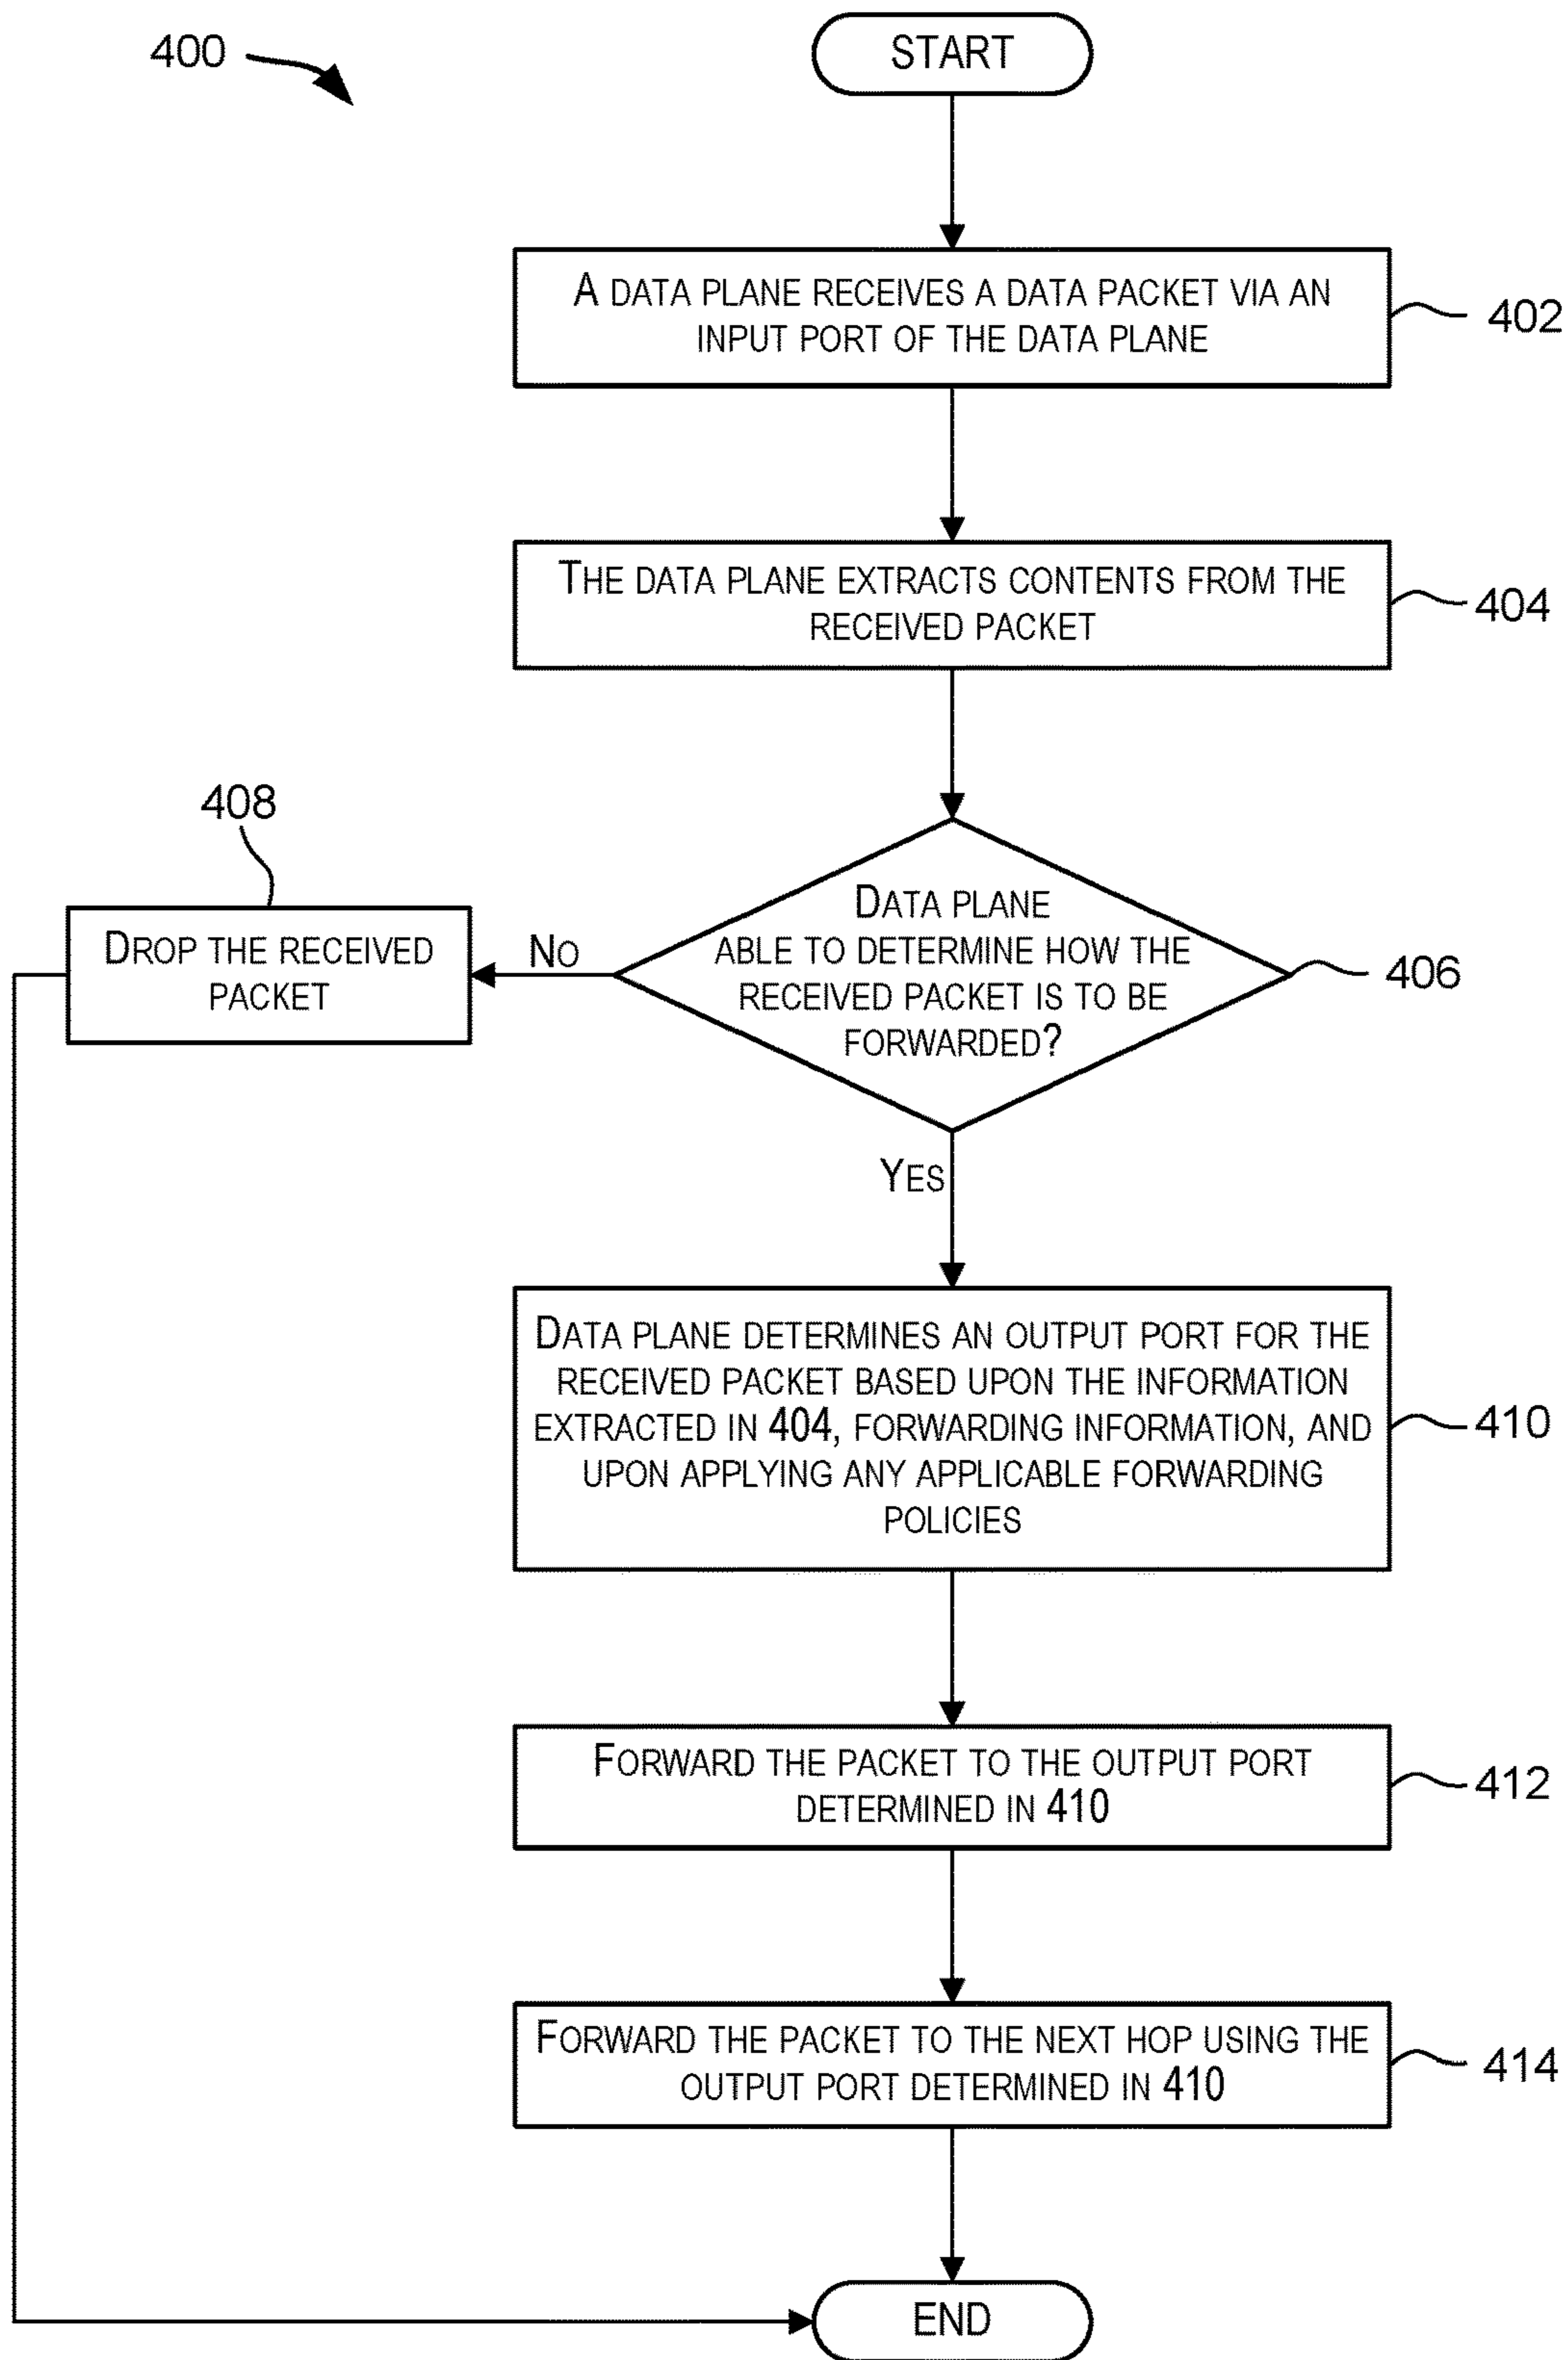 400
START
A DATA PLANE RECEIVES A DATA PACKET VIA AN
INPUT PORT OF THE DATA PLANE
402
THE DATA PLANE EXTRACTS CONTENTS FROM THE
RECEIVED PACKET
404
408
DROP THE RECEIVED
PACKET
NO
DATA PLANE
ABLE TO DETERMINE HOW THE
RECEIVED PACKET IS TO BE
FORWARDED?
406
YES
DATA PLANE DETERMINES AN OUTPUT PORT FOR THE
RECEIVED PACKET BASED UPON THE INFORMATION
EXTRACTED IN 404, FORWARDING INFORMATION, AND
UPON APPLYING ANY APPLICABLE FORWARDING
POLICIES
410
FORWARD THE PACKET TO THE OUTPUT PORT
DETERMINED IN 410
412
FORWARD THE PACKET TO THE NEXT HOP USING THE
OUTPUT PORT DETERMINED IN 410
414
END